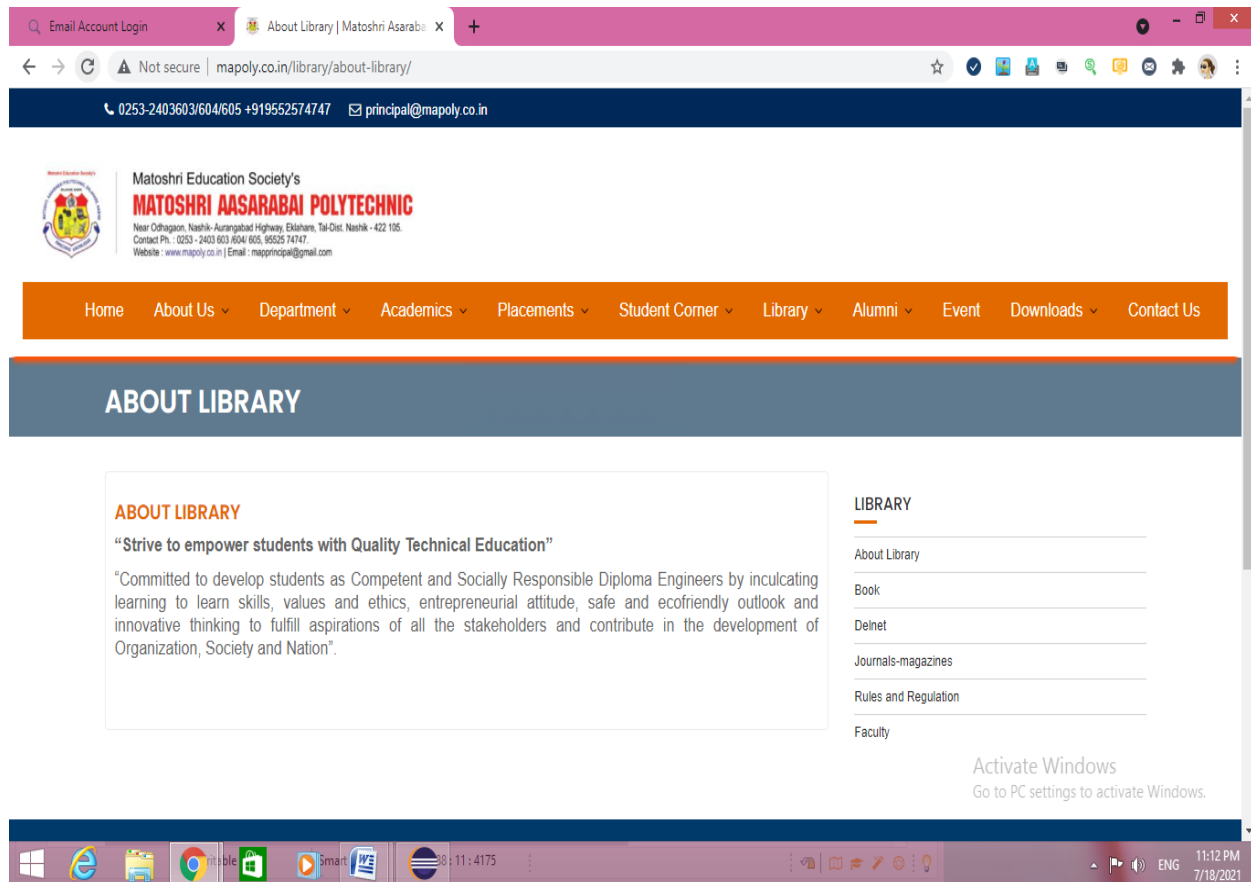 Email Account Login
About Library | Matoshri Asaraba
Not secure | mapoly.co.in/library/about-library/
0253-2403603/604/605 +919552574747 principal@mapoly.co.in
Matoshri Education Society's
MATOSHRI AASARABAI POLYTECHNIC
Near Odhagaon, Nashik- Aurangabad Highway, Eklahare, Tal-Dist. Nashik - 422 105.
Contact Ph. : 0253 - 2403 603 /604/ 605, 95525 74747.
Website : www.mapoly.co.in | Email : mapprincipal@gmail.com
Home About Us Department Academics Placements Student Corner Library Alumni Event Downloads Contact Us
ABOUT LIBRARY
ABOUT LIBRARY
“Strive to empower students with Quality Technical Education”
“Committed to develop students as Competent and Socially Responsible Diploma Engineers by inculcating
learning to learn skills, values and ethics, entrepreneurial attitude, safe and ecofriendly outlook and
innovative thinking to fulfill aspirations of all the stakeholders and contribute in the development of
Organization, Society and Nation”.
LIBRARY
About Library
Book
Delnet
Journals-magazines
Rules and Regulation
Faculty
Activate Windows
Go to PC settings to activate Windows.
Smart
: 11 : 4175
ENG
11:12 PM
7/18/2021